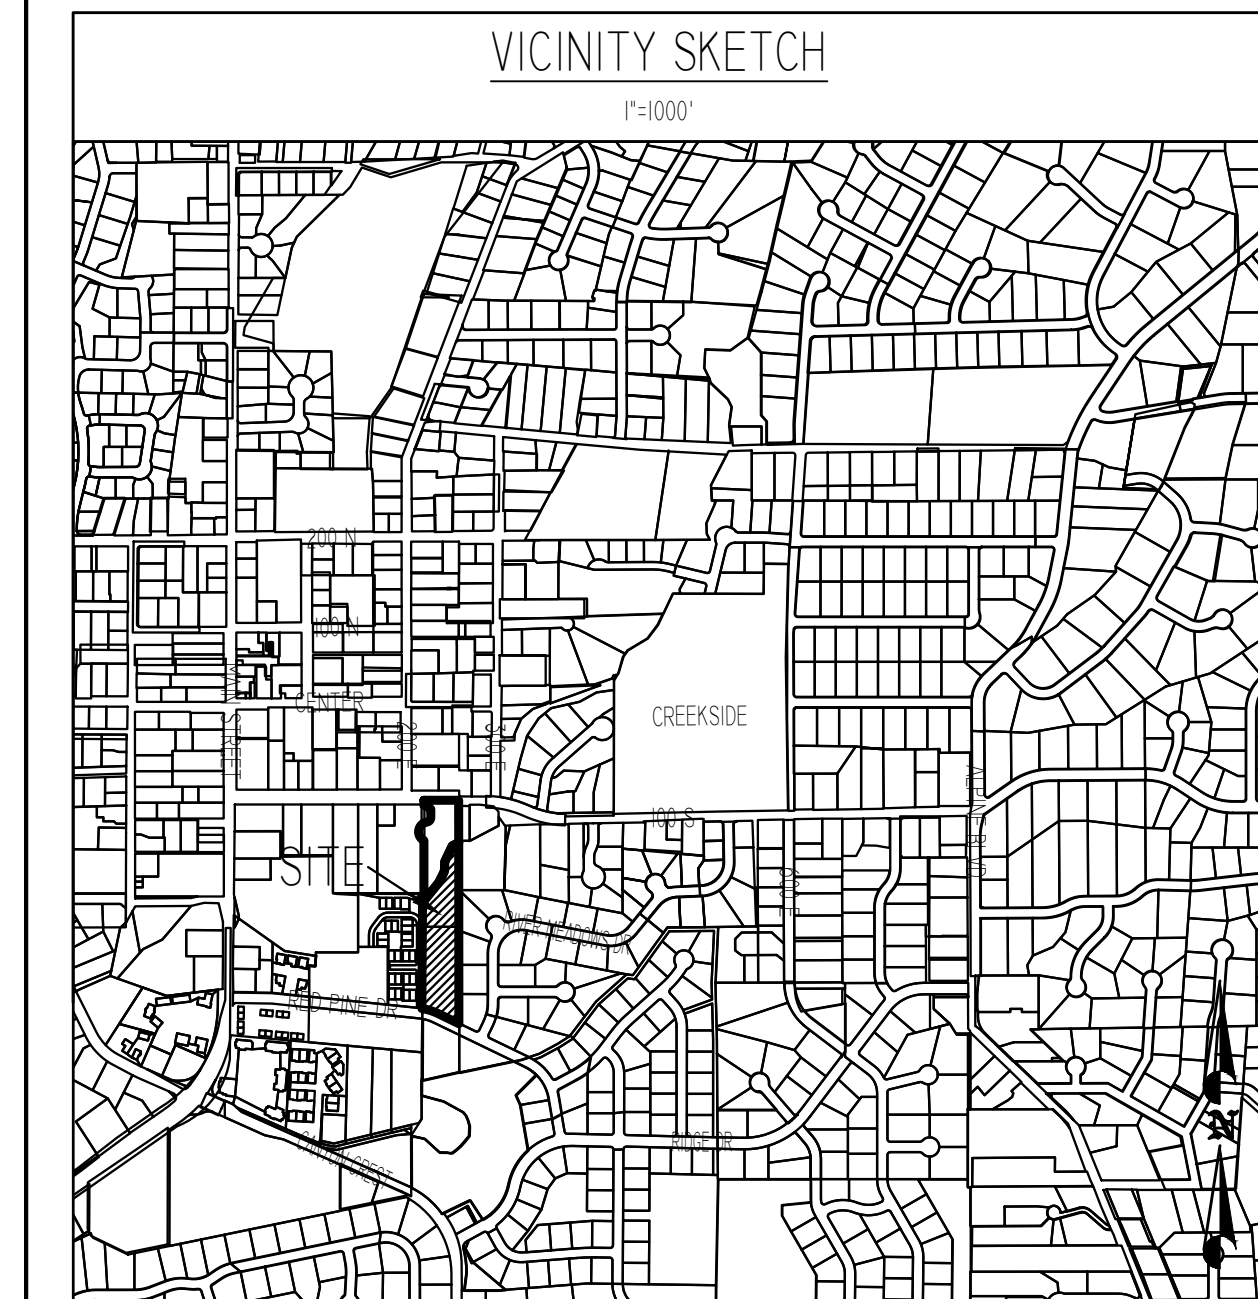 VICINITY SKETCH
1"=1000'
200 N
100 N
MAIN STREET
CENTER
200 E
300 E
CREEKSIDE
100 S
ALPINE BLVD
SITE
600 E
RIVER MEADOWS DR
RED PINE DR
N
RIDGE DR
CANYON CREST